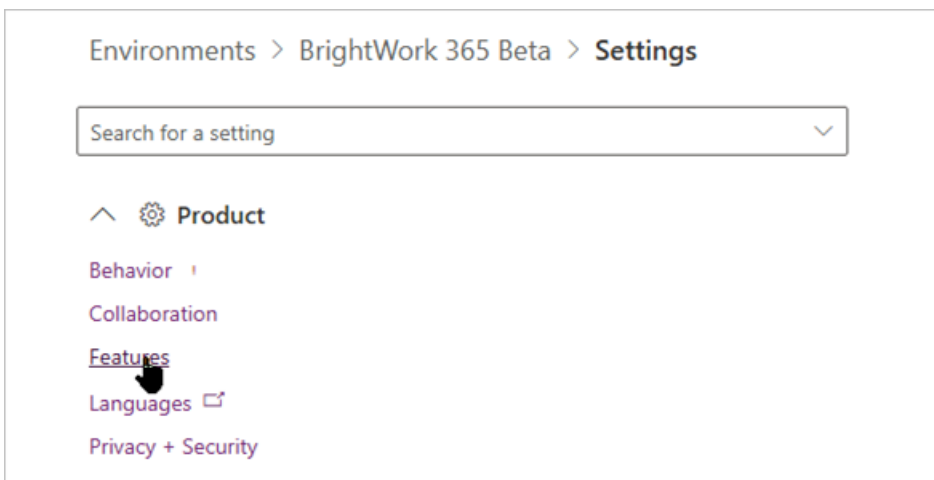 Environments > BrightWork 365 Beta > Settings
Search for a setting
Product
Behavior !
Collaboration
Features
Languages
Privacy + Security